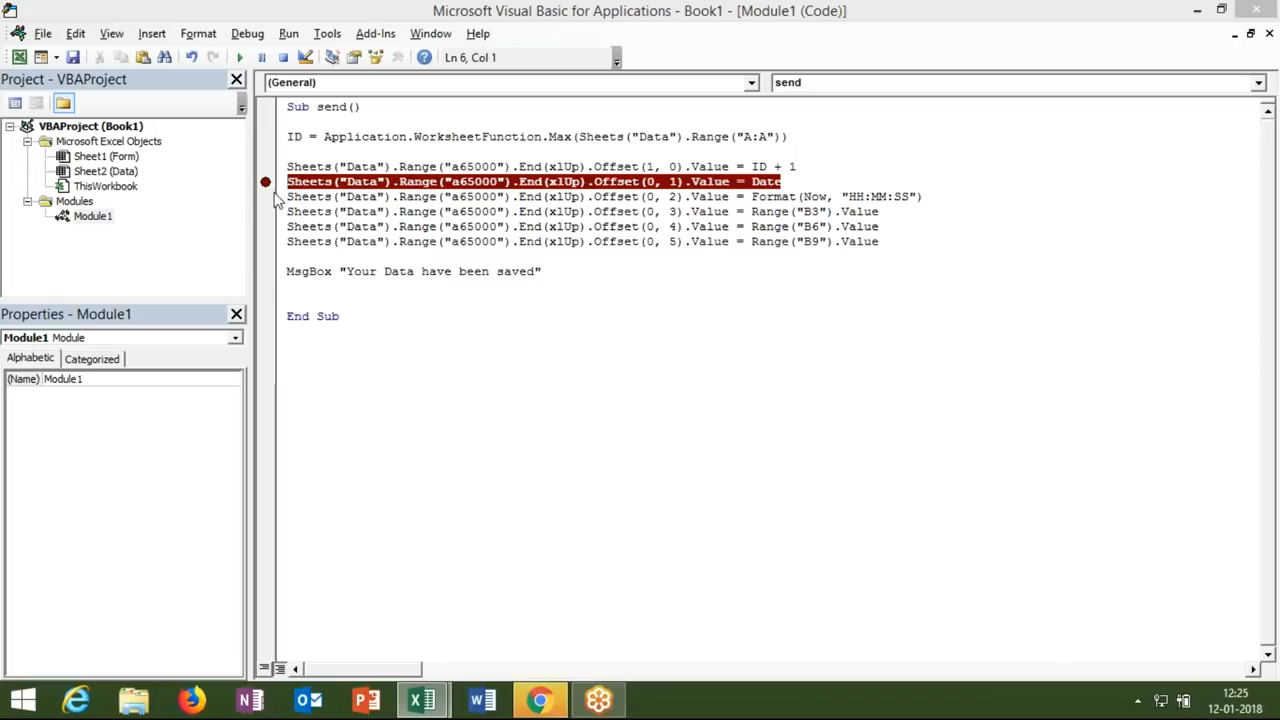 Microsoft Visual Basic for Applications - Book1 - [Module1 (Code)]
File Edit View Insert Format Debug Run Tools Add-Ins Window Help
Ln 6, Col 1
Project - VBAProject
(General)
send
VBAProject (Book1)
Microsoft Excel Objects
Sheet1 (Form)
Sheet2 (Data)
ThisWorkbook
Modules
Module1
Sub send()
ID = Application.WorksheetFunction.Max(Sheets("Data").Range("A:A"))
Sheets("Data").Range("a65000").End(xlUp).Offset(1, 0).Value = ID + 1
Sheets("Data").Range("a65000").End(xlUp).Offset(0, 1).Value = Date
Sheets("Data").Range("a65000").End(xlUp).Offset(0, 2).Value = Format(Now, "HH:MM:SS")
Sheets("Data").Range("a65000").End(xlUp).Offset(0, 3).Value = Range("B3").Value
Sheets("Data").Range("a65000").End(xlUp).Offset(0, 4).Value = Range("B6").Value
Sheets("Data").Range("a65000").End(xlUp).Offset(0, 5).Value = Range("B9").Value
MsgBox "Your Data have been saved"
End Sub
Properties - Module1
Module1 Module
Alphabetic Categorized
(Name) Module1
12:25
12-01-2018